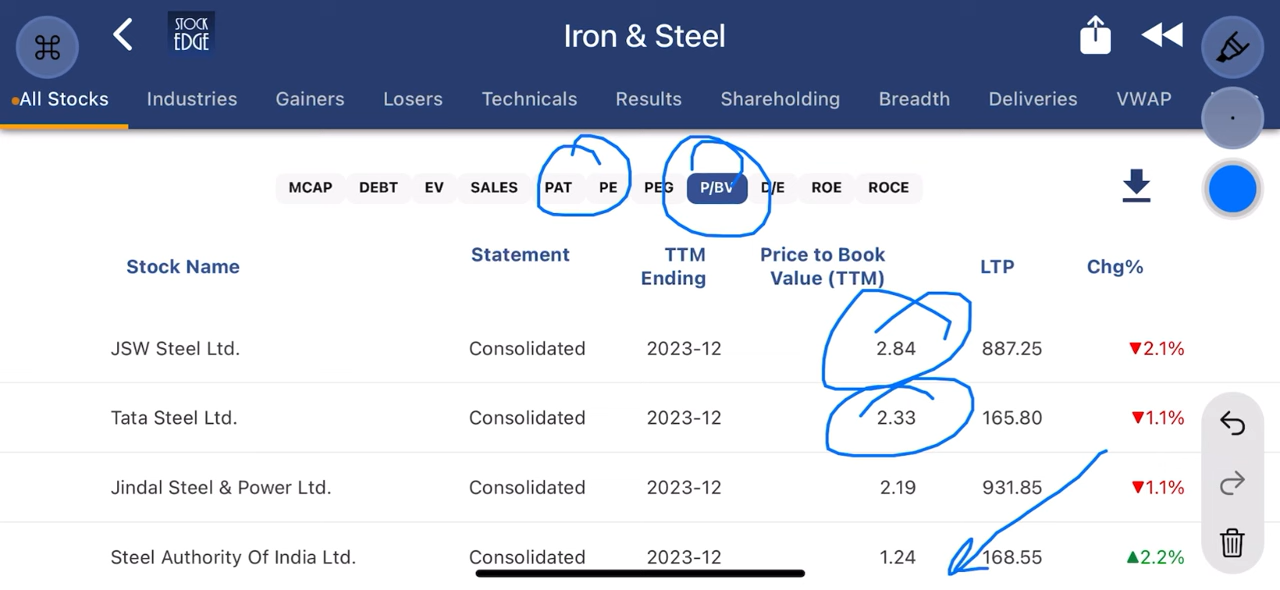 STOCK
EDGE
Iron & Steel
All Stocks Industries Gainers Losers Technicals Results Shareholding Breadth Deliveries VWAP
MCAP DEBT EV SALES PAT PE PEG P/BV D/E ROE ROCE
Stock Name Statement TTM Ending Price to Book Value (TTM) LTP Chg%
JSW Steel Ltd. Consolidated 2023-12 2.84 887.25 ▼2.1%
Tata Steel Ltd. Consolidated 2023-12 2.33 165.80 ▼1.1%
Jindal Steel & Power Ltd. Consolidated 2023-12 2.19 931.85 ▼1.1%
Steel Authority Of India Ltd. Consolidated 2023-12 1.24 168.55 ▲2.2%